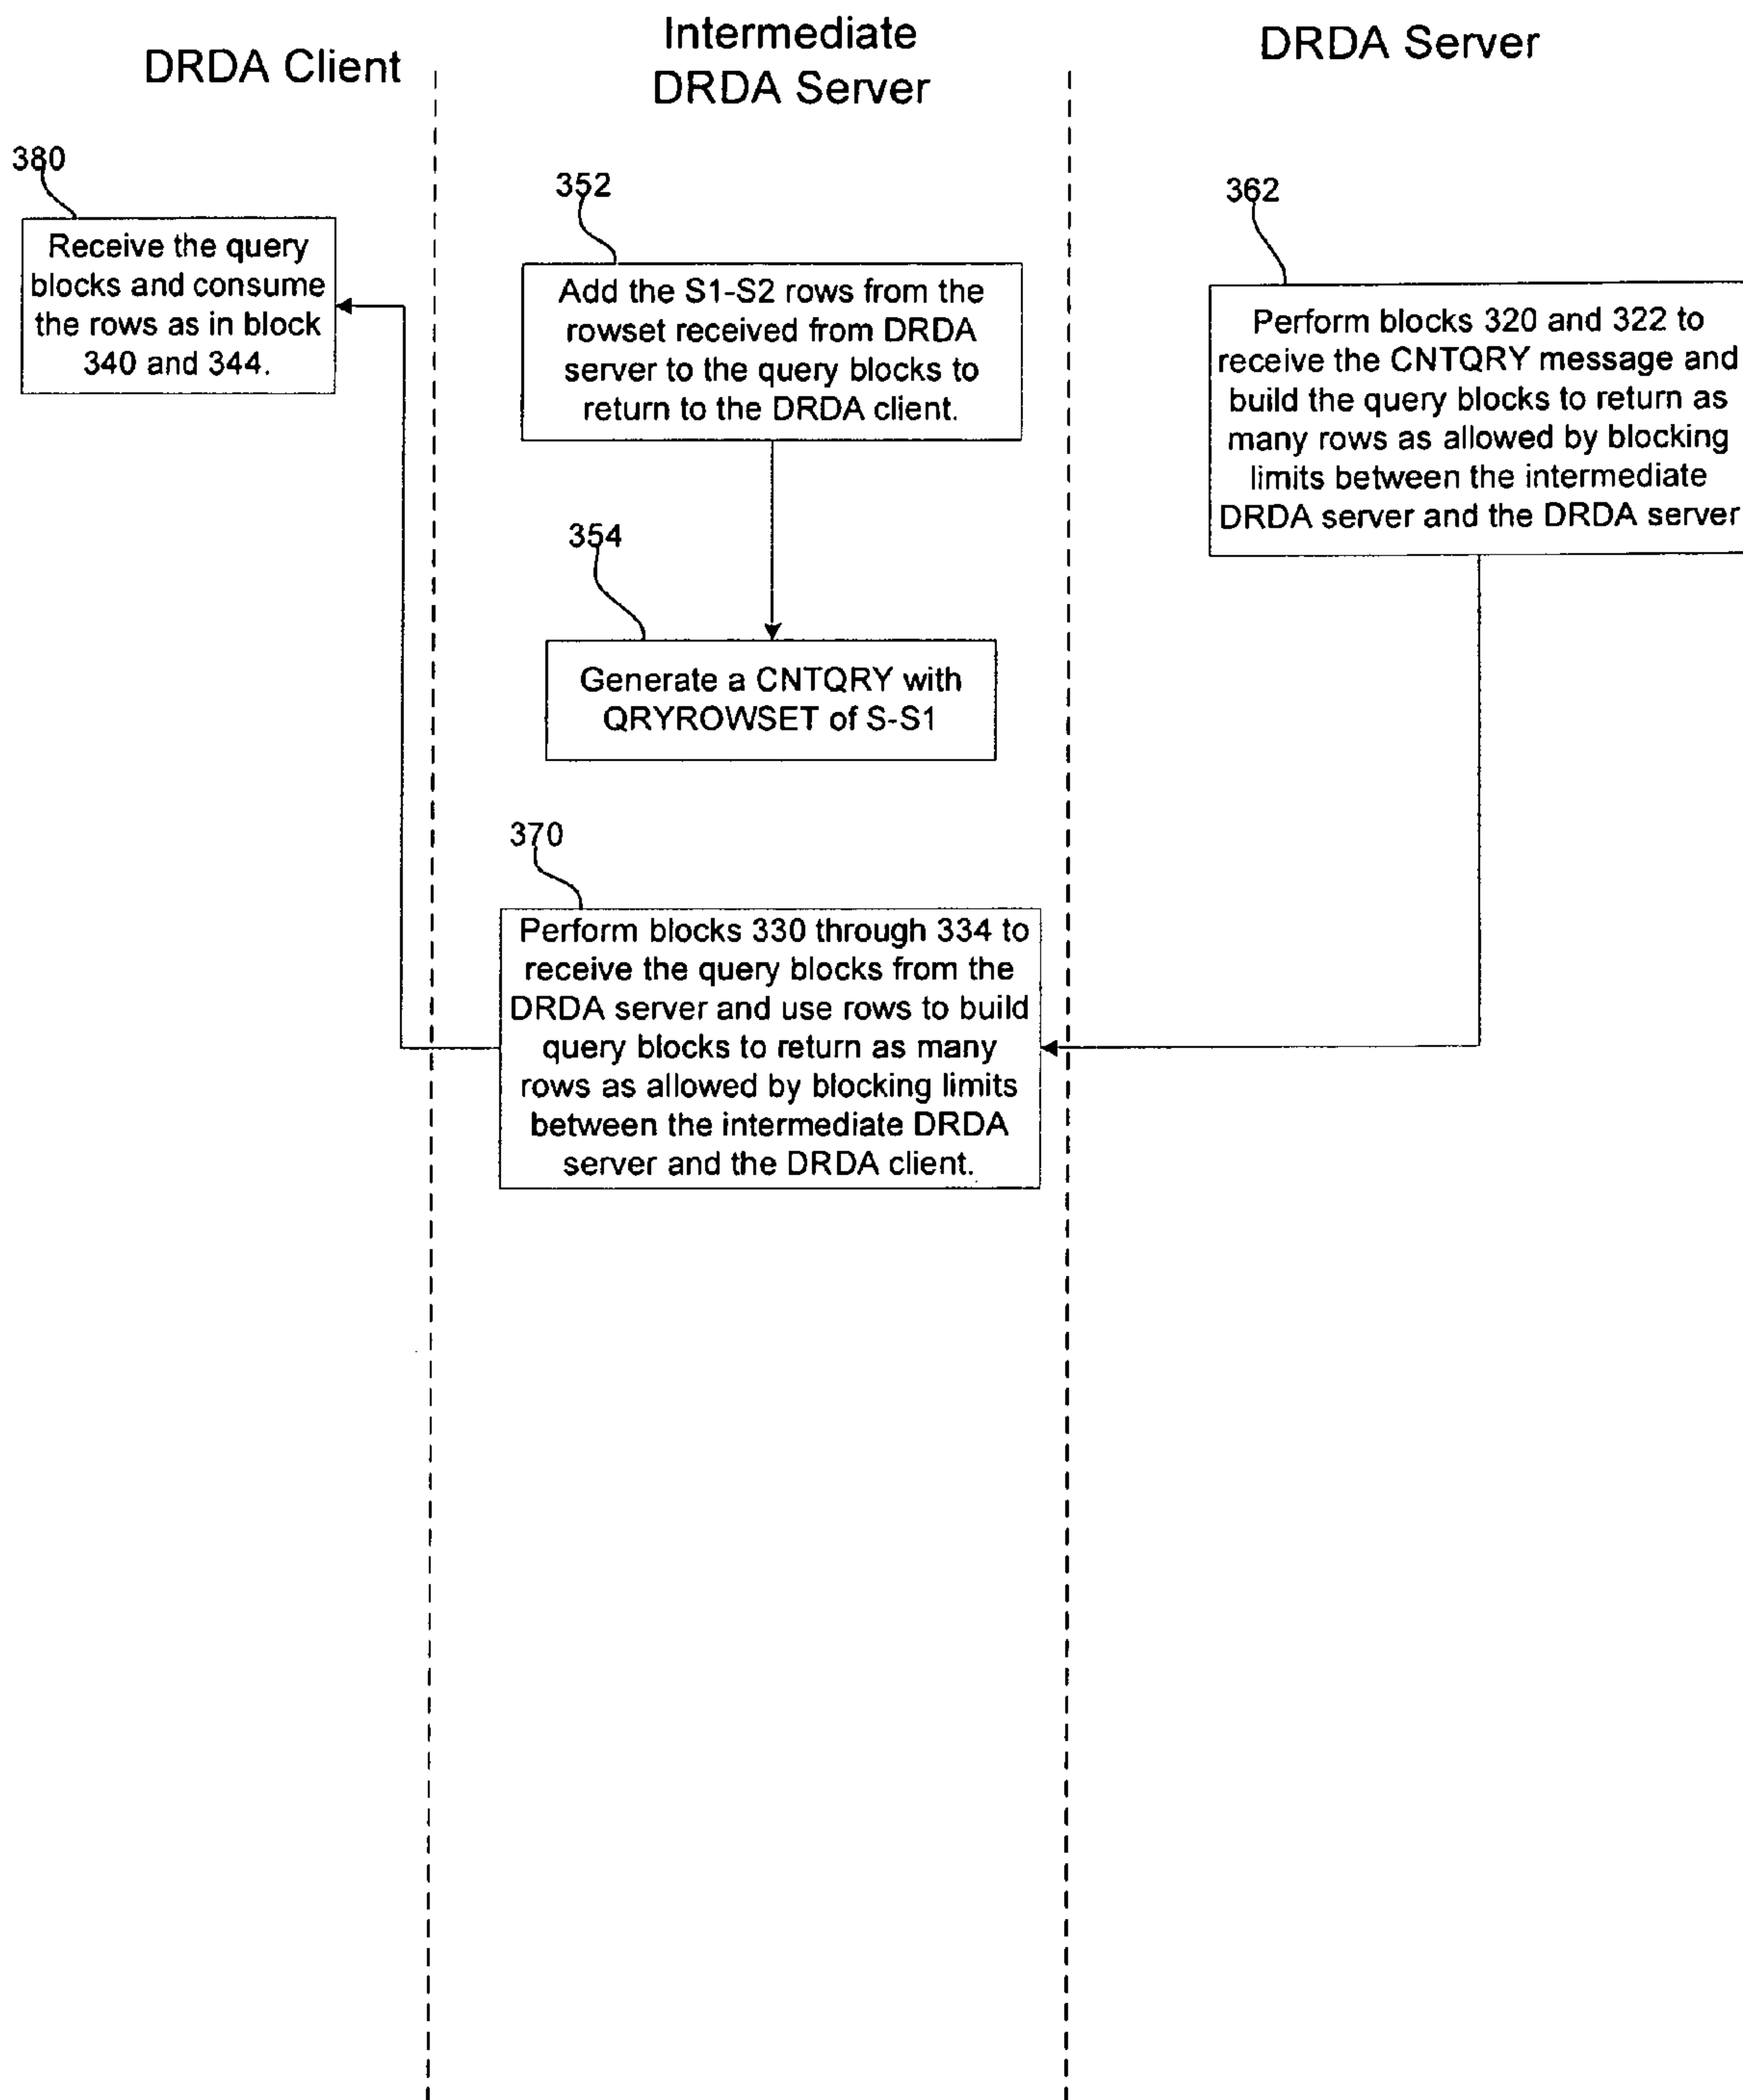 DRDA Client
Intermediate
DRDA Server
DRDA Server
380
Receive the query
blocks and consume
the rows as in block
340 and 344.
352
Add the S1-S2 rows from the
rowset received from DRDA
server to the query blocks to
return to the DRDA client.
362
Perform blocks 320 and 322 to
receive the CNTQRY message and
build the query blocks to return as
many rows as allowed by blocking
limits between the intermediate
DRDA server and the DRDA server
354
Generate a CNTQRY with
QRYROWSET of S-S1
370
Perform blocks 330 through 334 to
receive the query blocks from the
DRDA server and use rows to build
query blocks to return as many
rows as allowed by blocking limits
between the intermediate DRDA
server and the DRDA client.